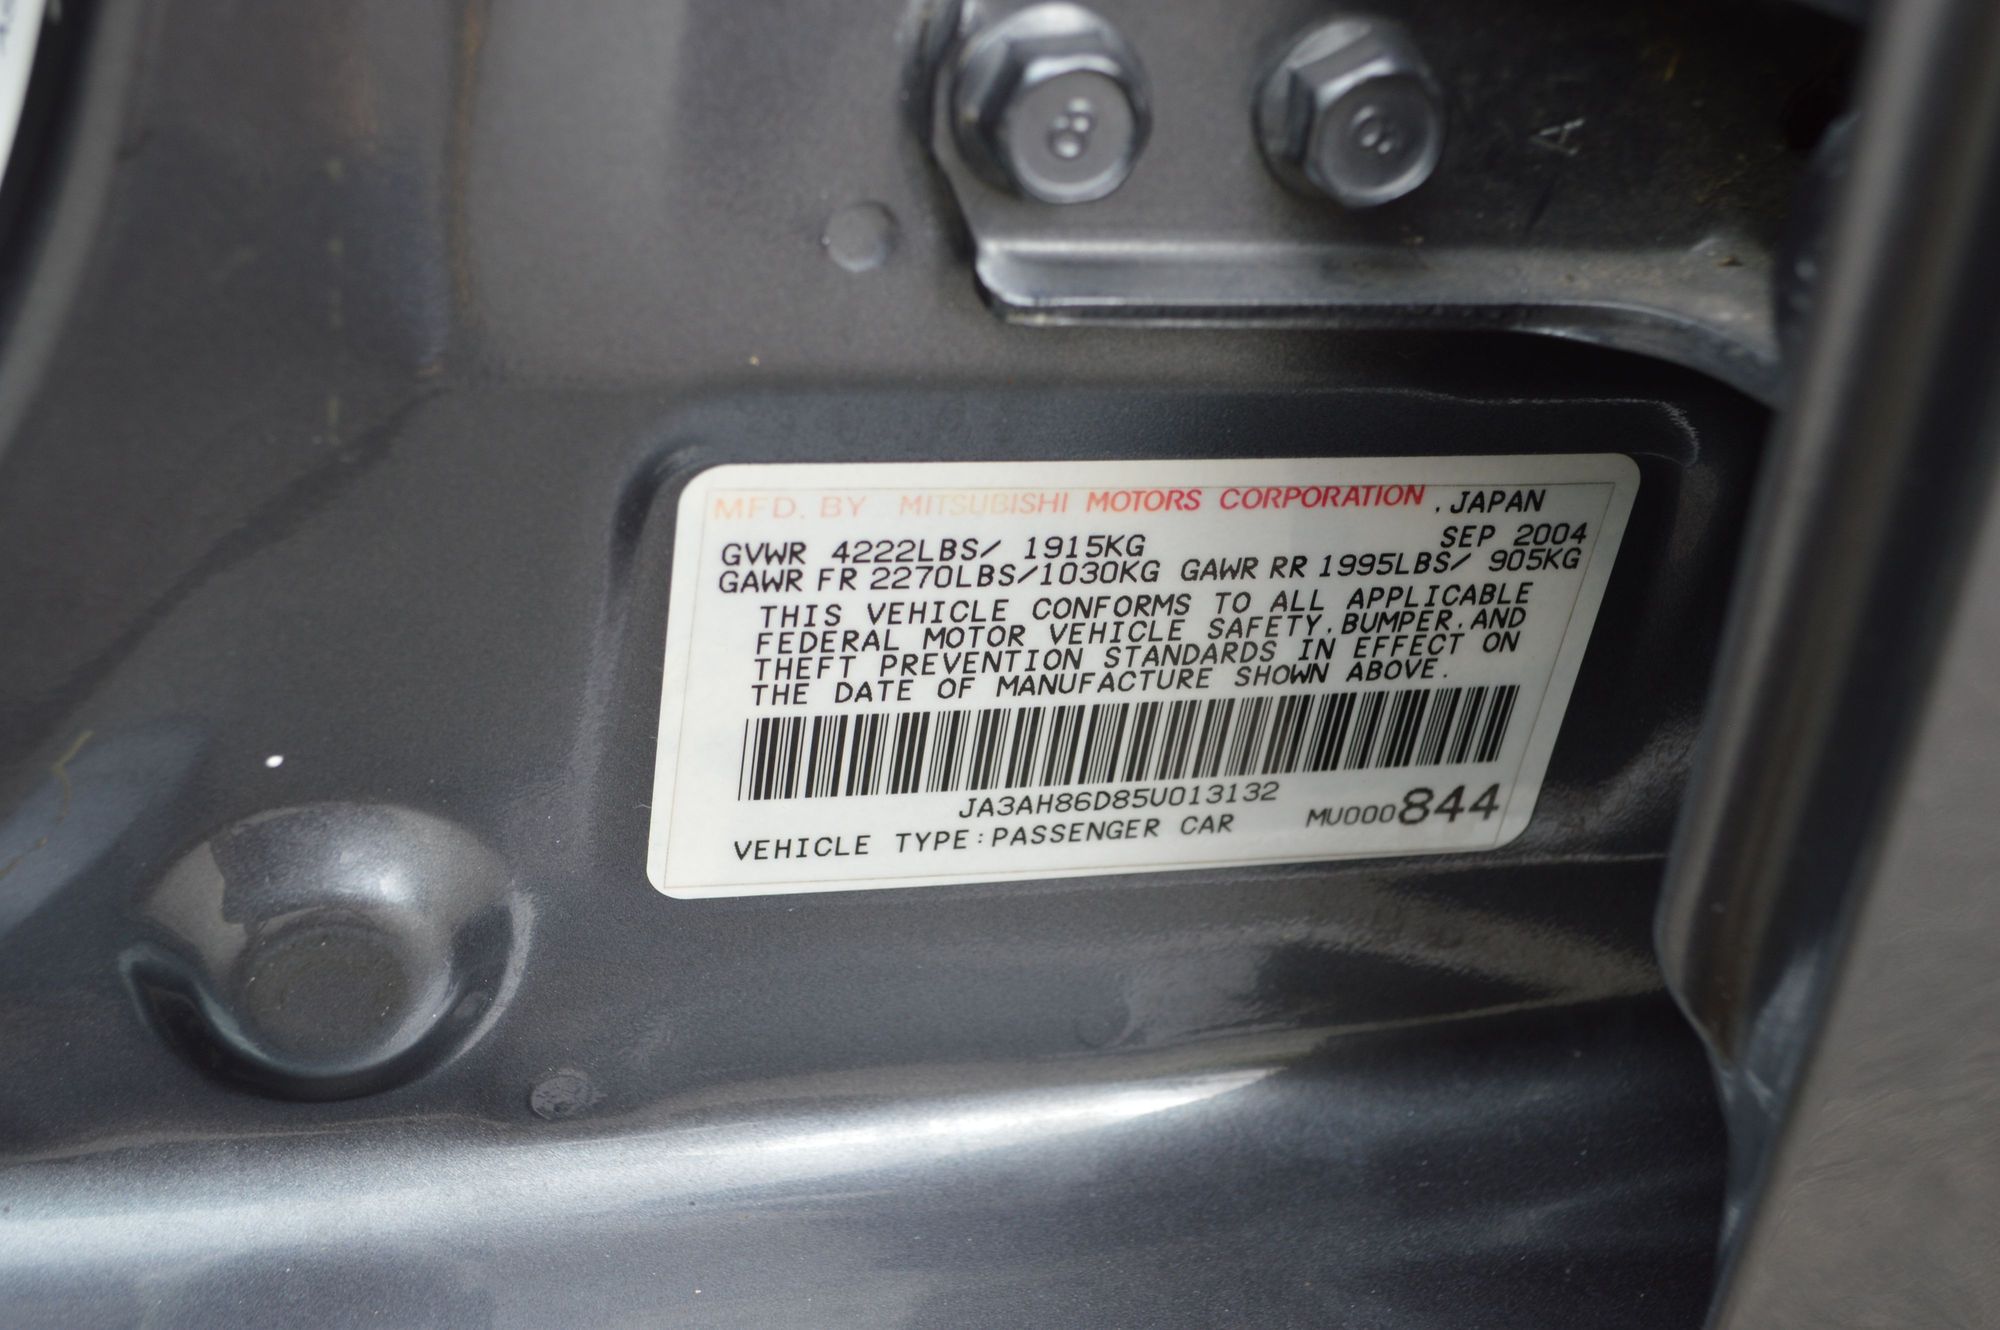 MFD. BY MITSUBISHI MOTORS CORPORATION , JAPAN
GVWR 4222LBS/ 1915KG SEP 2004
GAWR FR 2270LBS/1030KG GAWR RR 1995LBS/ 905KG
THIS VEHICLE CONFORMS TO ALL APPLICABLE
FEDERAL MOTOR VEHICLE SAFETY, BUMPER, AND
THEFT PREVENTION STANDARDS IN EFFECT ON
THE DATE OF MANUFACTURE SHOWN ABOVE.
JA3AH86D85U013132
VEHICLE TYPE:PASSENGER CAR MU000844
8
8
A